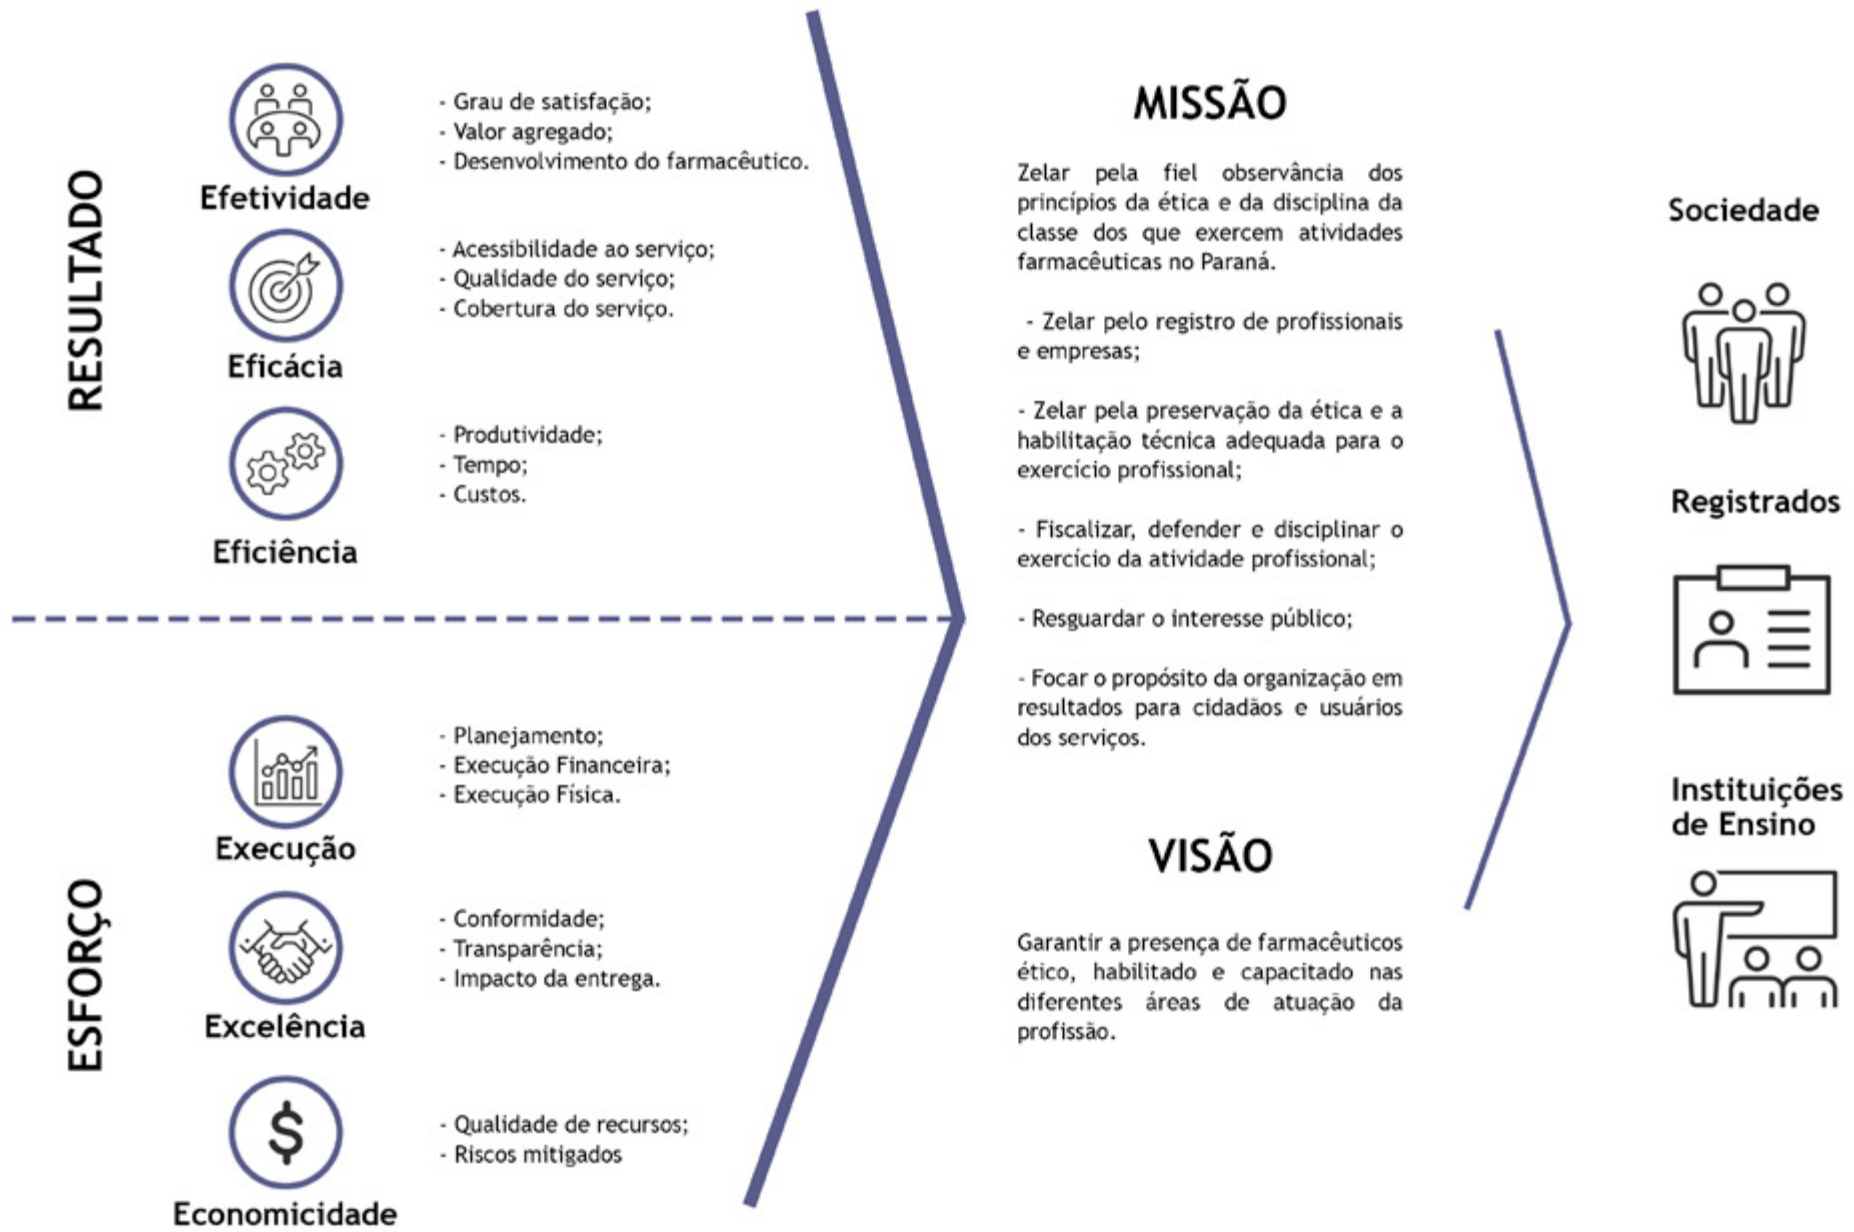 RESULTADO
Efetividade
- Grau de satisfação;
- Valor agregado;
- Desenvolvimento do farmacêutico.
Eficácia
- Acessibilidade ao serviço;
- Qualidade do serviço;
- Cobertura do serviço.
Eficiência
- Produtividade;
- Tempo;
- Custos.
ESFORÇO
Execução
- Planejamento;
- Execução Financeira;
- Execução Física.
Excelência
- Conformidade;
- Transparência;
- Impacto da entrega.
$
Economicidade
- Qualidade de recursos;
- Riscos mitigados
MISSÃO
Zelar pela fiel observância dos
princípios da ética e da disciplina da
classe dos que exercem atividades
farmacêuticas no Paraná.
- Zelar pelo registro de profissionais
e empresas;
- Zelar pela preservação da ética e a
habilitação técnica adequada para o
exercício profissional;
- Fiscalizar, defender e disciplinar o
exercício da atividade profissional;
- Resguardar o interesse público;
- Focar o propósito da organização em
resultados para cidadãos e usuários
dos serviços.
VISÃO
Garantir a presença de farmacêuticos
ético, habilitado e capacitado nas
diferentes áreas de atuação da
profissão.
Sociedade
Registrados
Instituições
de Ensino